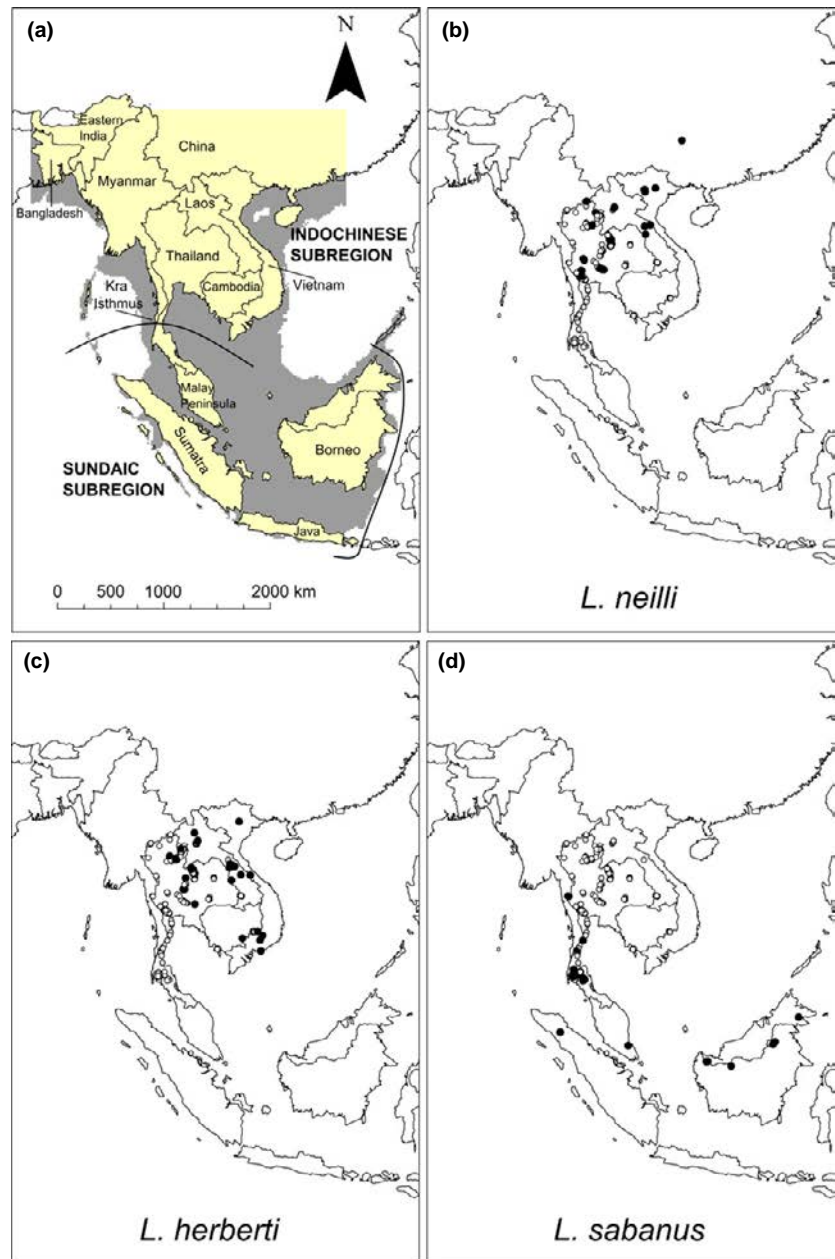 (a)
N
Eastern
India
China
Myanmar
Laos
Bangladesh
INDOCHINESE
SUBREGION
Thailand
Vietnam
Cambodia
Kra
Isthmus
Malay
Peninsula
Sumatra
Borneo
SUNDAIC
SUBREGION
Java
0 500 1000 2000 km
(b)
L. neilli
(c)
L. herberti
(d)
L. sabanus